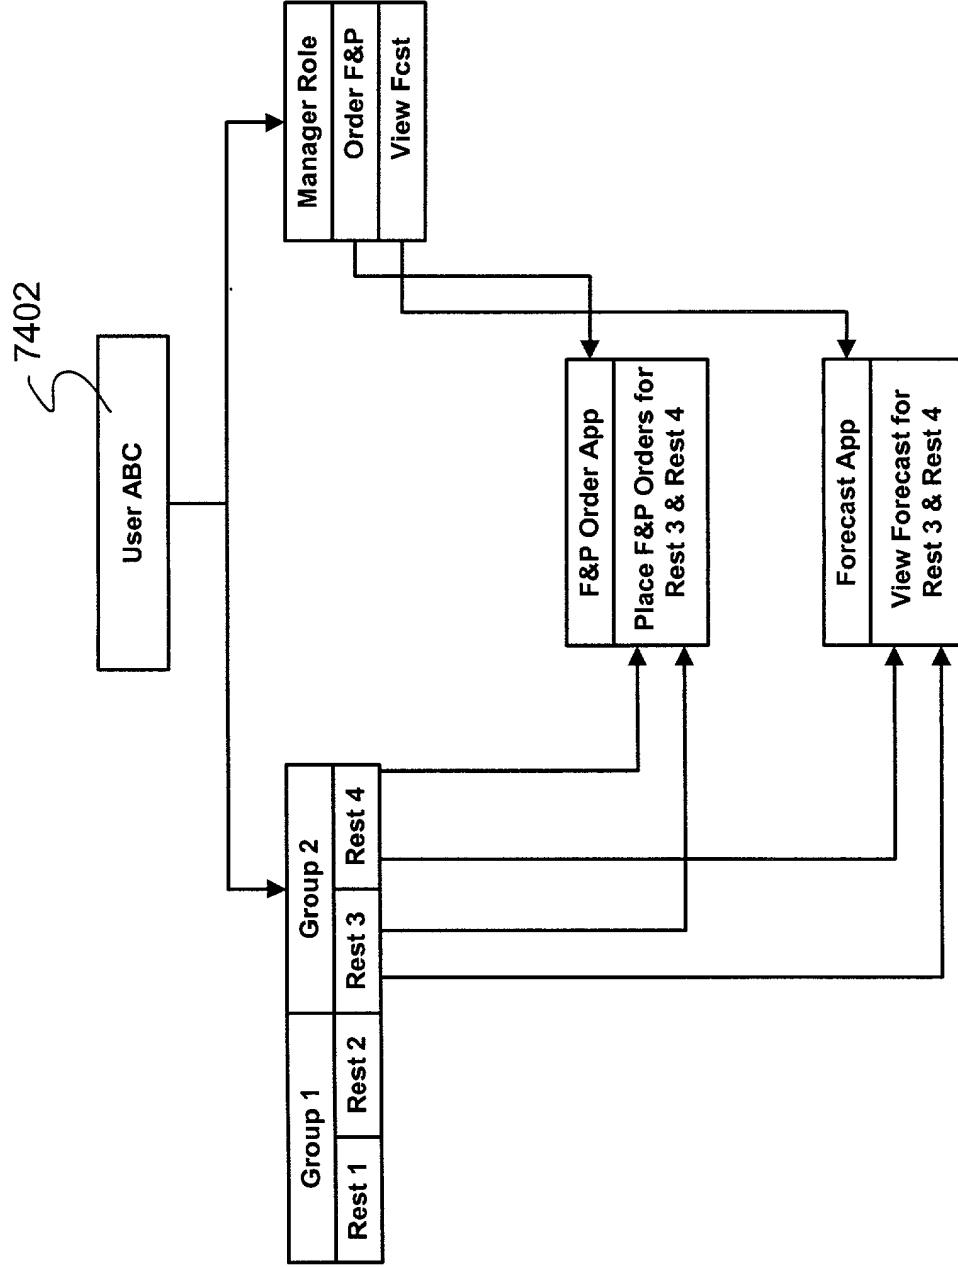 7402
User ABC
Group 1
Group 2
Manager Role
Rest 1
Rest 2
Rest 3
Rest 4
Order F&P
View Fcst
F&P Order App
Place F&P Orders for
Rest 3 & Rest 4
Forecast App
View Forecast for
Rest 3 & Rest 4